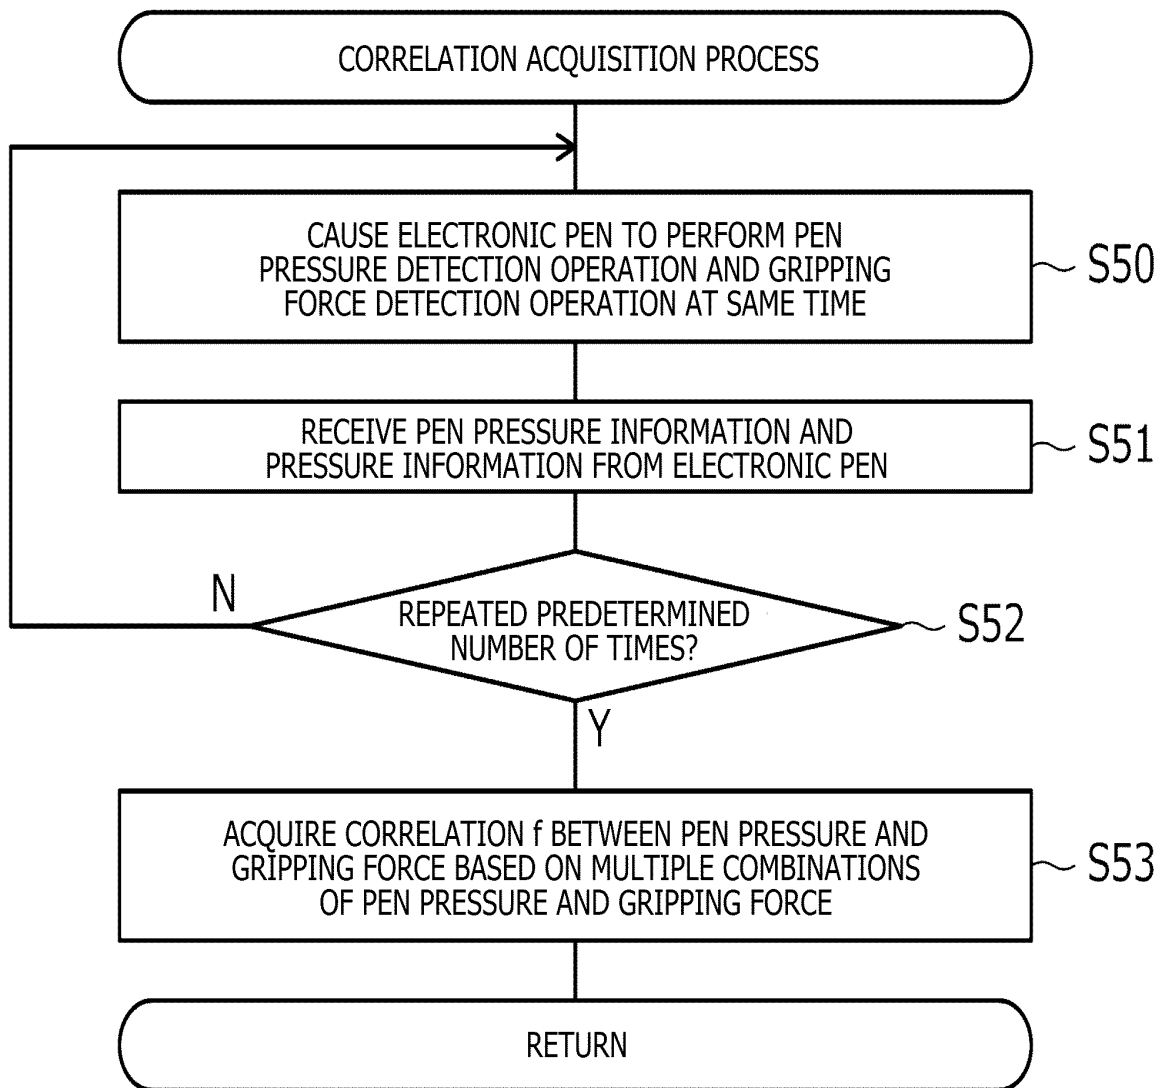 CORRELATION ACQUISITION PROCESS
CAUSE ELECTRONIC PEN TO PERFORM PEN
PRESSURE DETECTION OPERATION AND GRIPPING
FORCE DETECTION OPERATION AT SAME TIME
S50
RECEIVE PEN PRESSURE INFORMATION AND
PRESSURE INFORMATION FROM ELECTRONIC PEN
S51
N
REPEATED PREDETERMINED
NUMBER OF TIMES?
S52
Y
ACQUIRE CORRELATION f BETWEEN PEN PRESSURE AND
GRIPPING FORCE BASED ON MULTIPLE COMBINATIONS
OF PEN PRESSURE AND GRIPPING FORCE
S53
RETURN